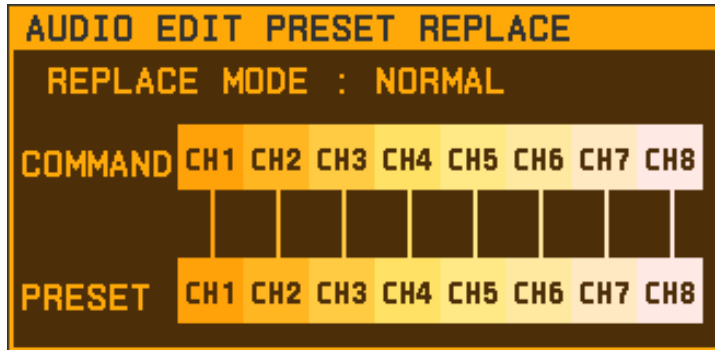 AUDIO EDIT PRESET REPLACE
REPLACE MODE : NORMAL
COMMAND CH1 CH2 CH3 CH4 CH5 CH6 CH7 CH8
PRESET CH1 CH2 CH3 CH4 CH5 CH6 CH7 CH8